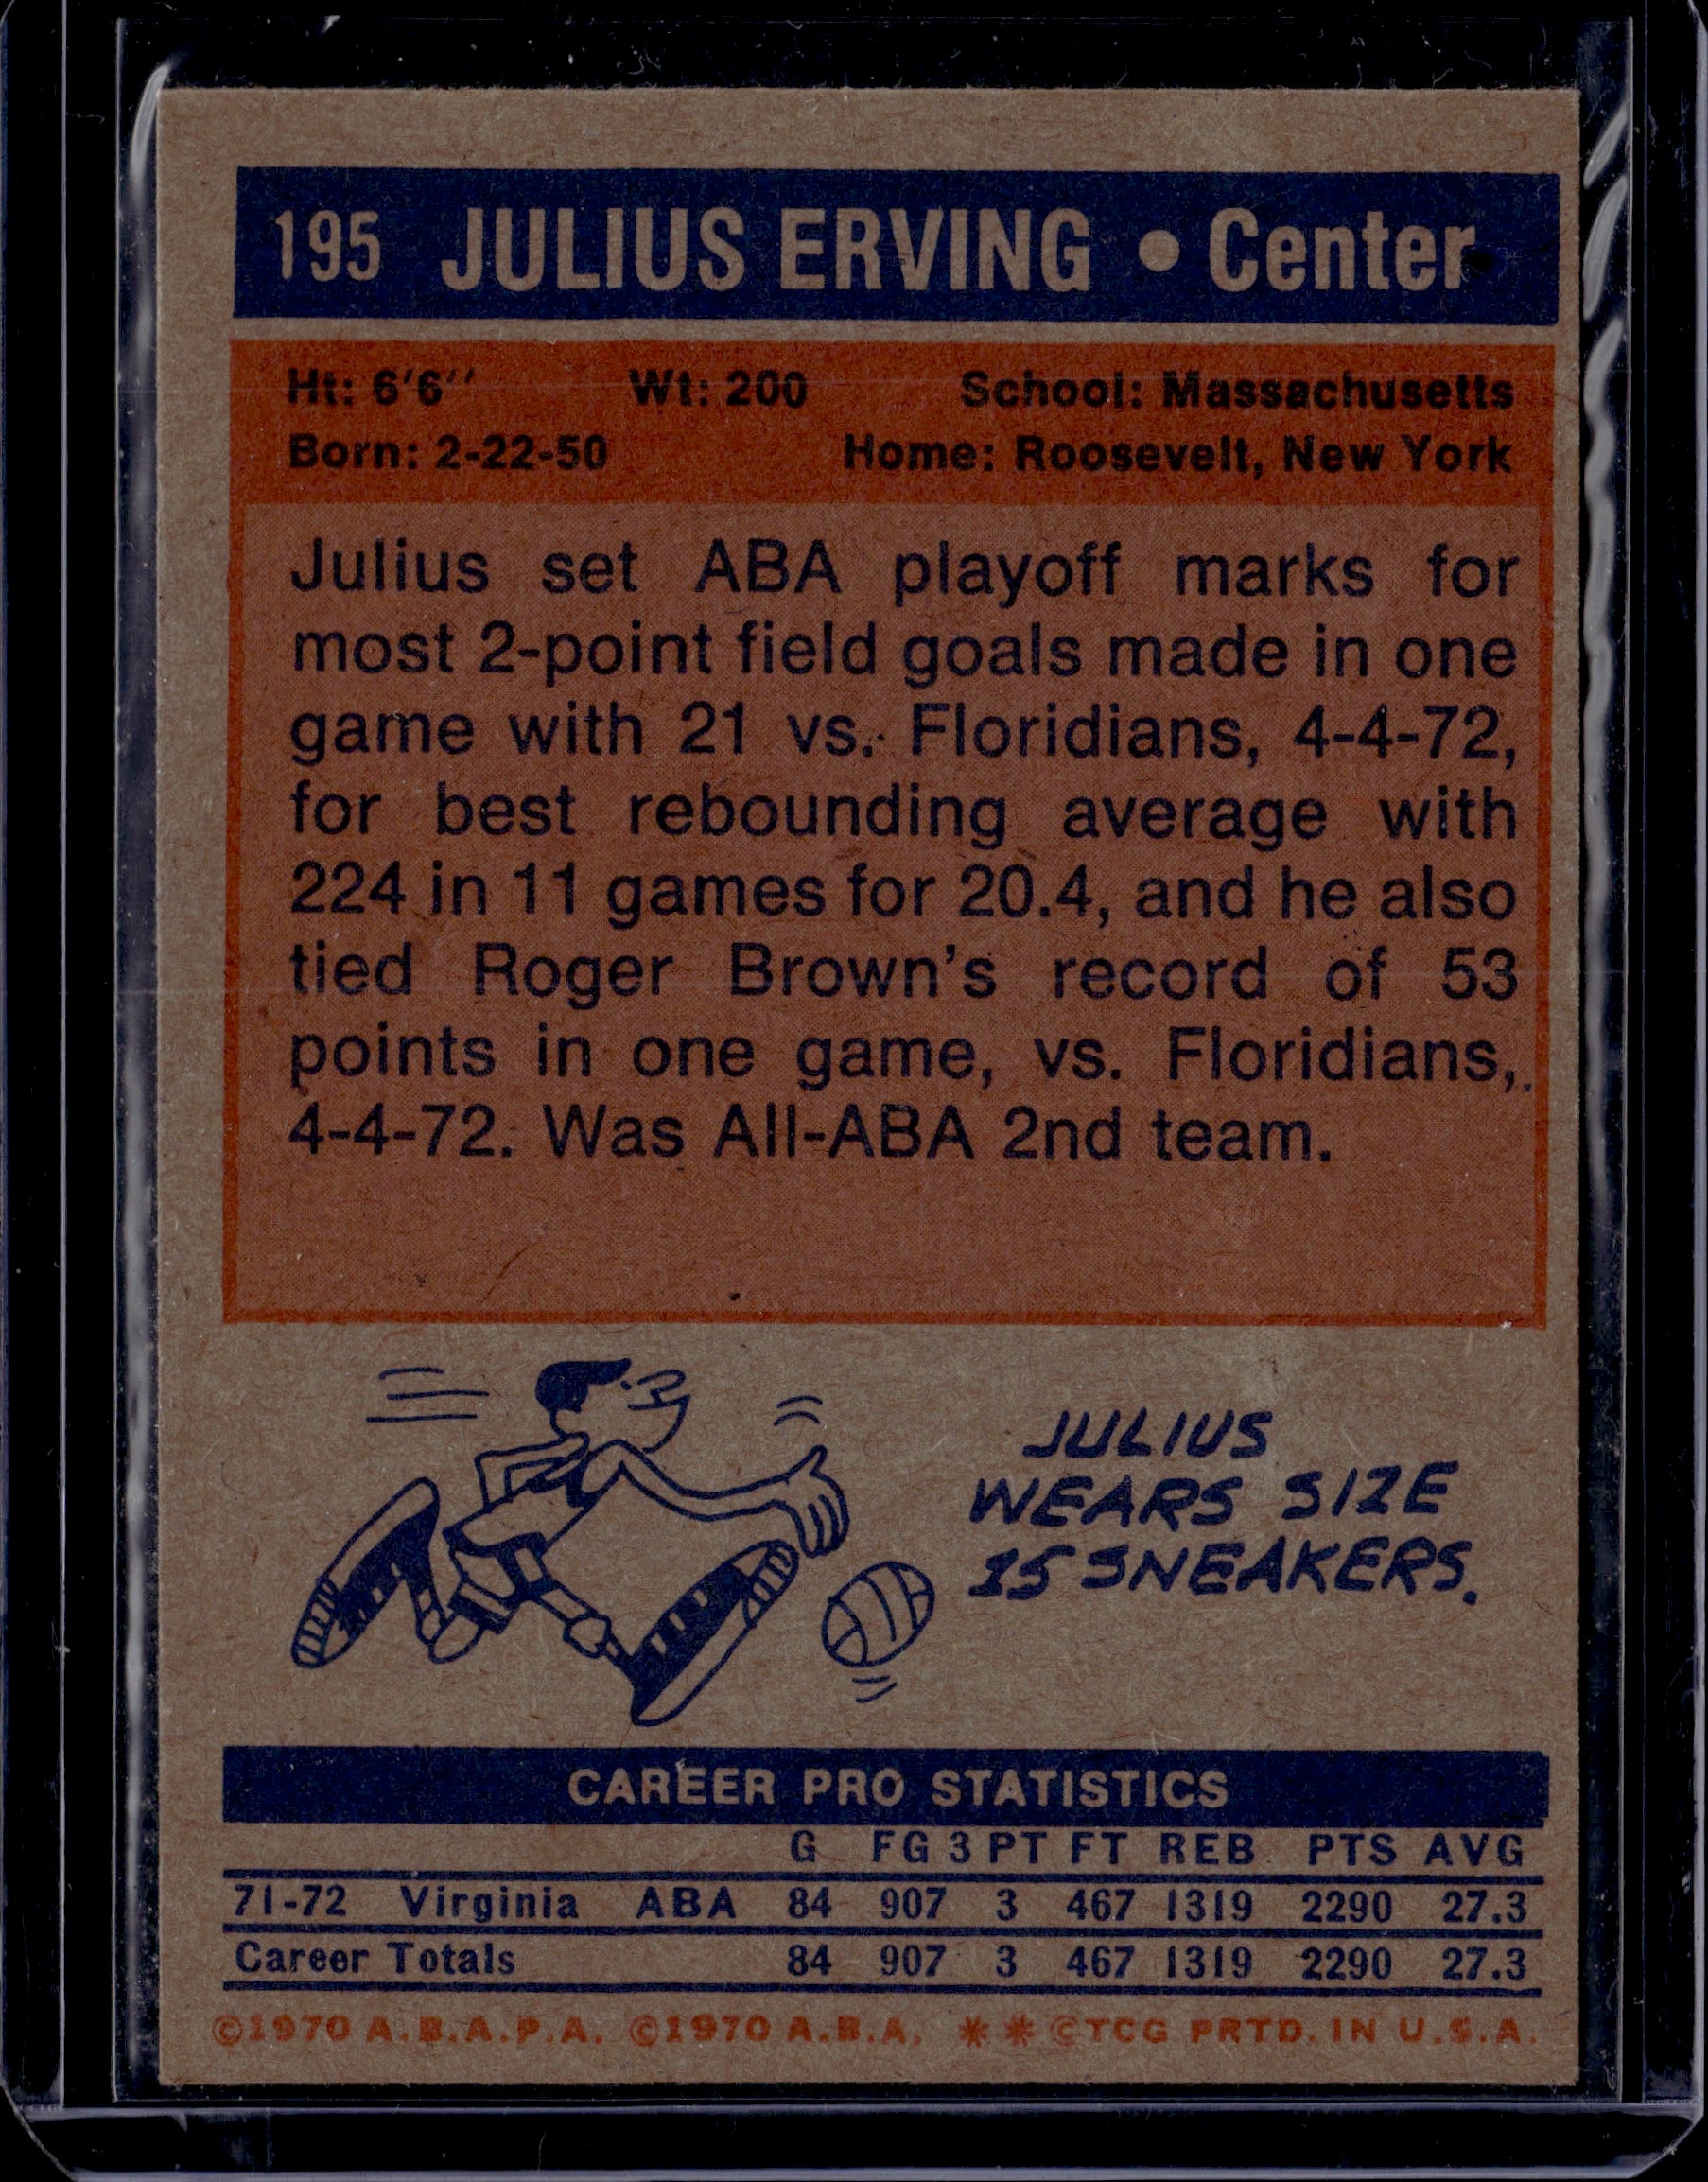 195 JULIUS ERVING • Center
Ht: 6'6'' Wt: 200 School: Massachusetts
Born: 2-22-50 Home: Roosevelt, New York
Julius set ABA playoff marks for
most 2-point field goals made in one
game with 21 vs. Floridians, 4-4-72,
for best rebounding average with
224 in 11 games for 20.4, and he also
tied Roger Brown's record of 53
points in one game, vs. Floridians,
4-4-72. Was All-ABA 2nd team.
JULIUS
WEARS SIZE
15 SNEAKERS.
CAREER PRO STATISTICS
G FG 3 PT FT REB PTS AVG
71-72 Virginia ABA 84 907 3 467 1319 2290 27.3
Career Totals 84 907 3 467 1319 2290 27.3
©1970 A.B.A.P.A. ©1970 A.B.A. ✳✳©TCG PRTD. IN U.S.A.